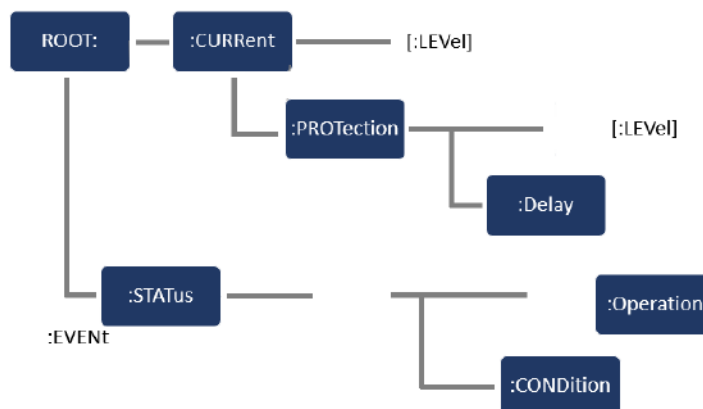 ROOT:
:CURRent
[:LEVel]
:PROTection
[:LEVel]
:Delay
:STATus
:Operation
:EVENt
:CONDition